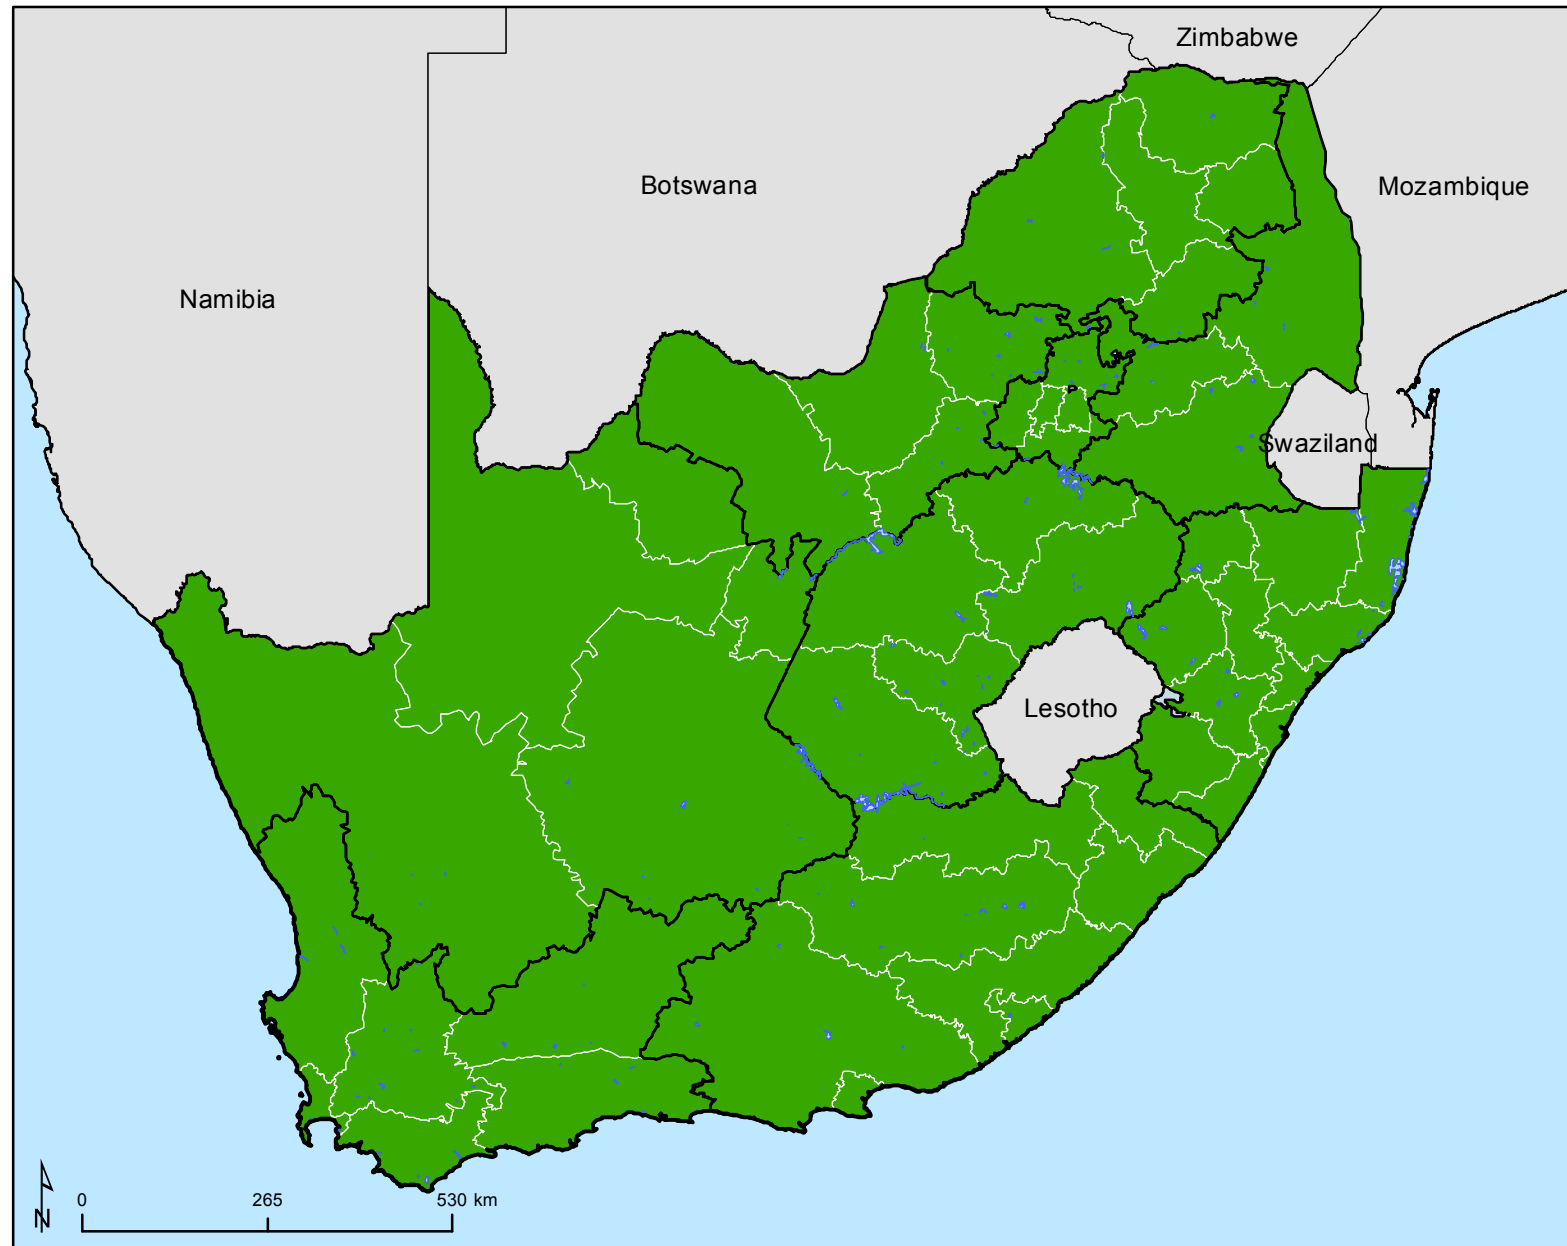 Zimbabwe
Botswana
Mozambique
Namibia
Swaziland
Lesotho
N
0 265 530 km